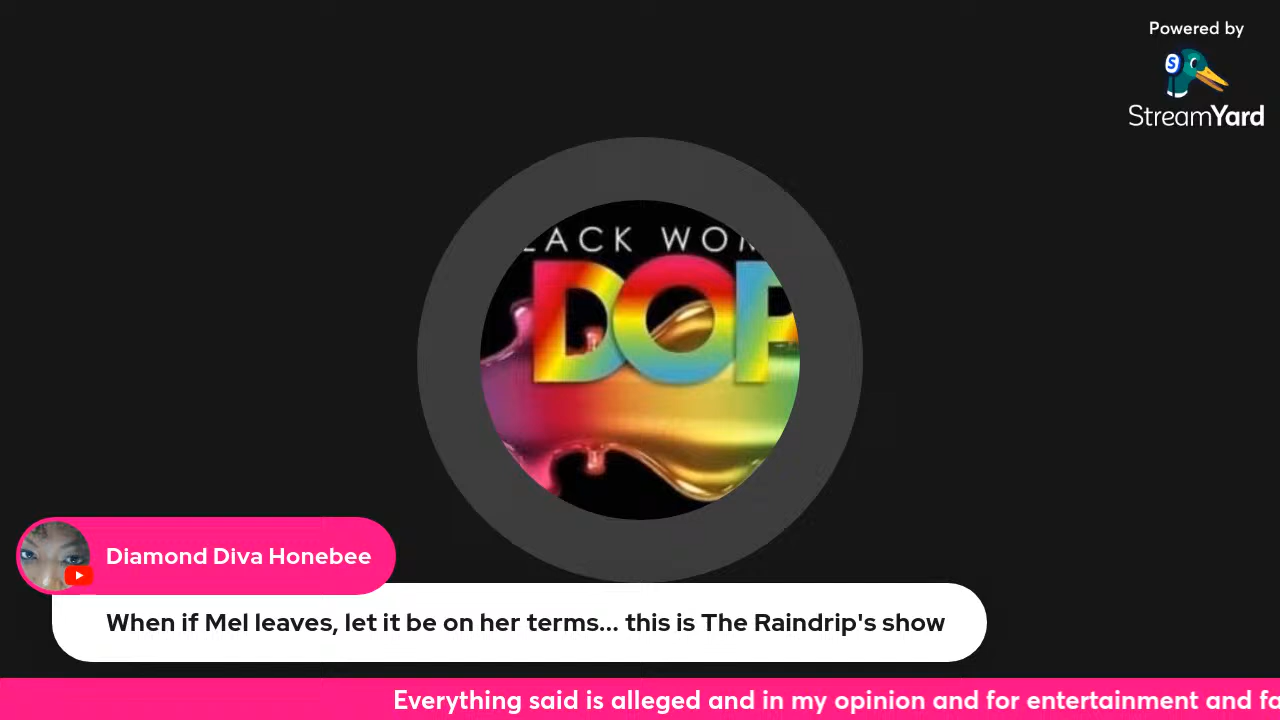 Powered by
S
StreamYard
LACK WOM
DOP
Diamond Diva Honebee
When if Mel leaves, let it be on her terms... this is The Raindrip's show
Everything said is alleged and in my opinion and for entertainment and fo